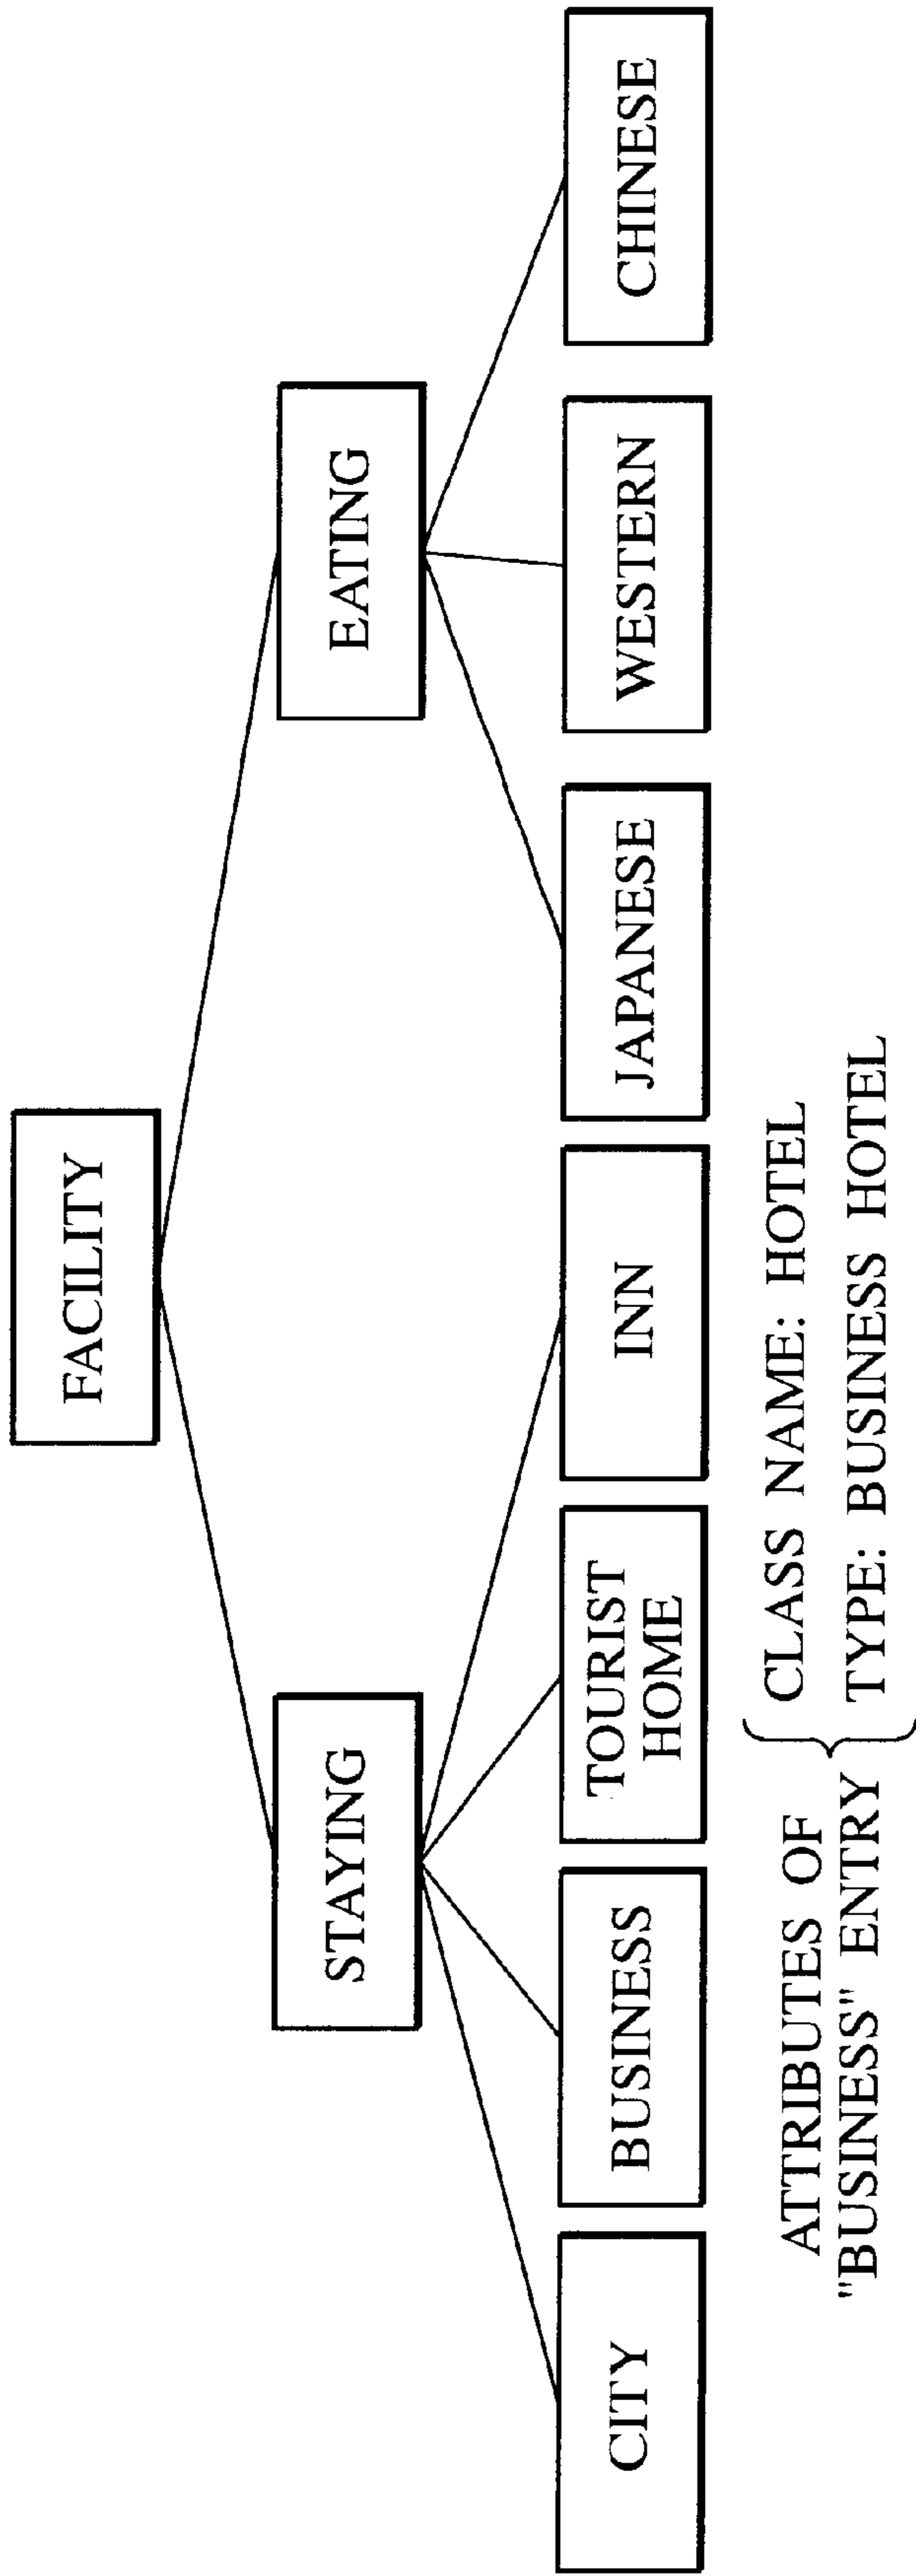 FACILITY
STAYING
EATING
CITY
BUSINESS
TOURIST
HOME
INN
JAPANESE
WESTERN
CHINESE
ATTRIBUTES OF
"BUSINESS" ENTRY
CLASS NAME: HOTEL
TYPE: BUSINESS HOTEL